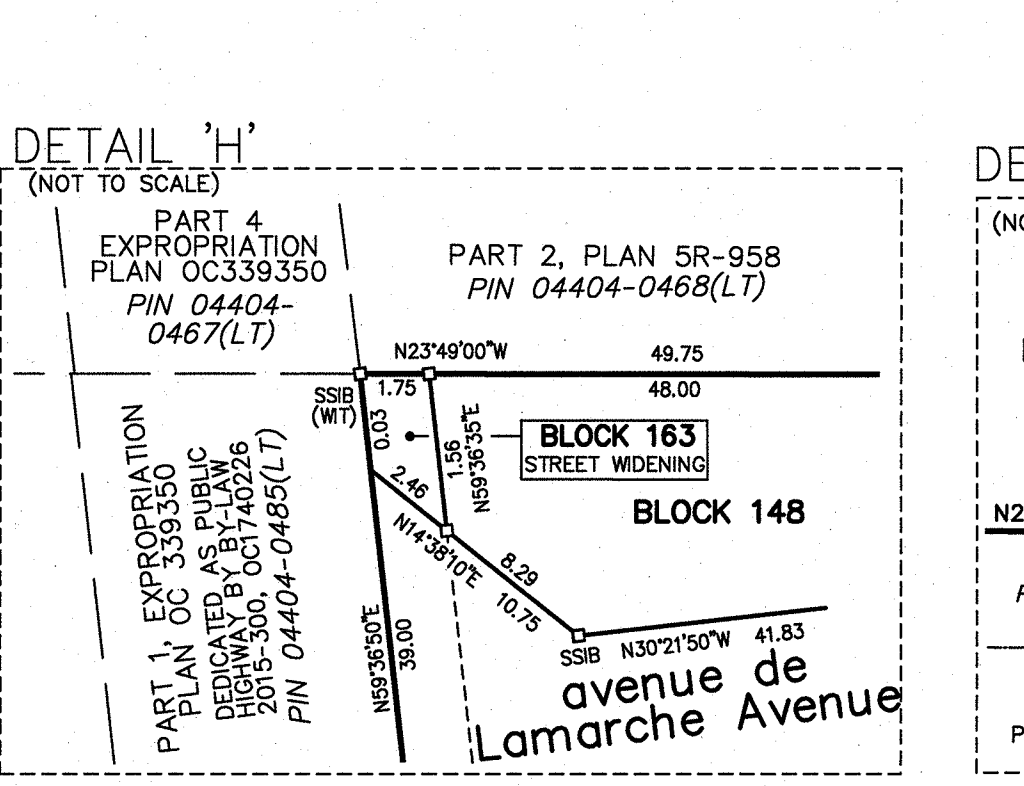 DETAIL 'H'
(NOT TO SCALE)
PART 4
EXPROPRIATION
PLAN OC339350
PIN 04404-
0467(LT)
PART 2, PLAN 5R-958
PIN 04404-0468(LT)
N23°49'00"W
49.75
SSIB
(WIT)
1.75
48.00
0.03
1.56
N59°36'35"E
BLOCK 163
STREET WIDENING
2.46
N14°38'10"E
BLOCK 148
8.29
10.75
PART 1, EXPROPRIATION
PLAN OC 339350
DEDICATED AS PUBLIC
HIGHWAY BY BY-LAW
2015-300, OC1740226
PIN 04404-0485(LT)
N59°36'50"E
39.00
SSIB
N30°21'50"W
41.83
avenue de
Lamarche Avenue
DE
(NO
N2
P